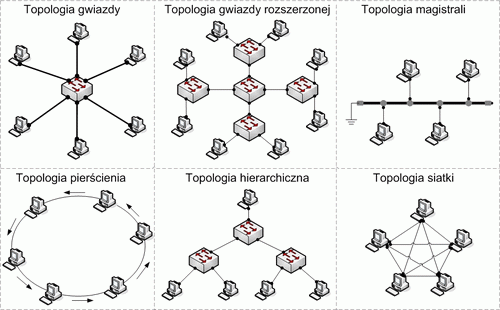 Topologia gwiazdy
Topologia gwiazdy rozszerzonej
Topologia magistrali
Topologia pierścienia
Topologia hierarchiczna
Topologia siatki